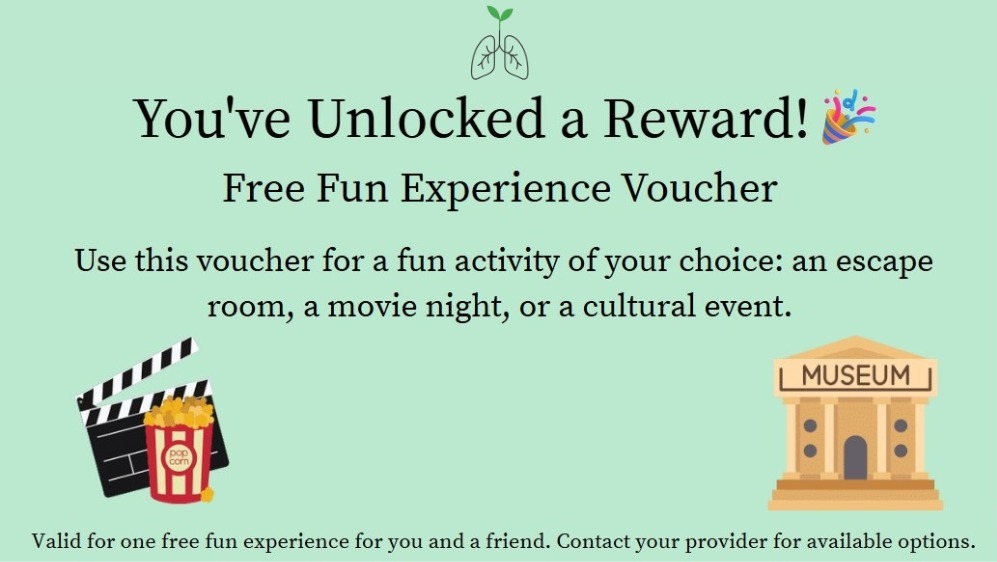 You've Unlocked a Reward!
Free Fun Experience Voucher
Use this voucher for a fun activity of your choice: an escape
room, a movie night, or a cultural event.
MUSEUM
pop
corn
Valid for one free fun experience for you and a friend. Contact your provider for available options.